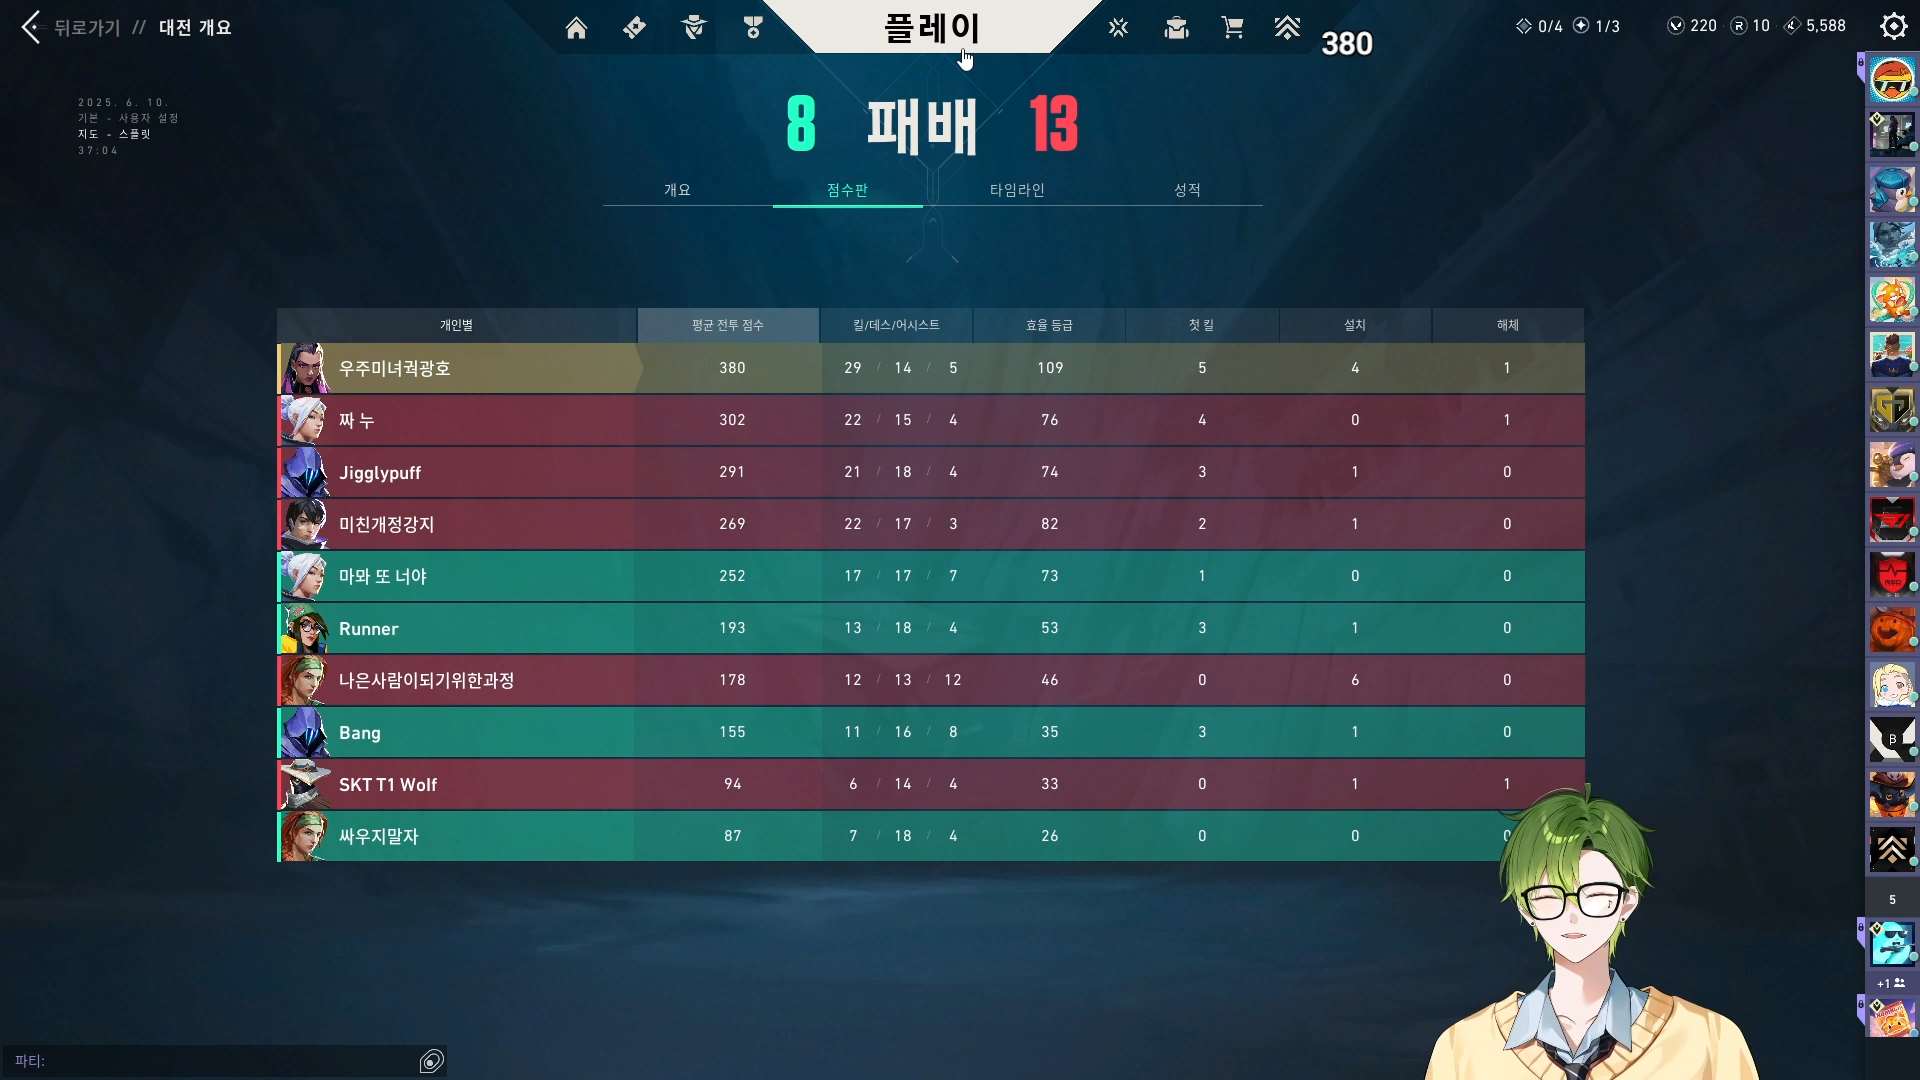 뒤로가기 // 대전 개요
플레이
380
0/4 1/3 220 10 5,588
2025. 6. 10.
기본 - 사용자 설정
지도 - 스플릿
37:04
8 패배 13
개요 점수판 타임라인 성적
개인별 평균 전투 점수 킬/데스/어시스트 효율 등급 첫 킬 설치 해체
우주미녀궉광호 380 29 / 14 / 5 109 5 4 1
짜 누 302 22 / 15 / 4 76 4 0 1
Jigglypuff 291 21 / 18 / 4 74 3 1 0
미친개정강지 269 22 / 17 / 3 82 2 1 0
마꽈 또 너야 252 17 / 17 / 7 73 1 0 0
Runner 193 13 / 18 / 4 53 3 1 0
나은사람이되기위한과정 178 12 / 13 / 12 46 0 6 0
Bang 155 11 / 16 / 8 35 3 1 0
SKT T1 Wolf 94 6 / 14 / 4 33 0 1 1
싸우지말자 87 7 / 18 / 4 26 0 0 0
B
5
+1
파티: